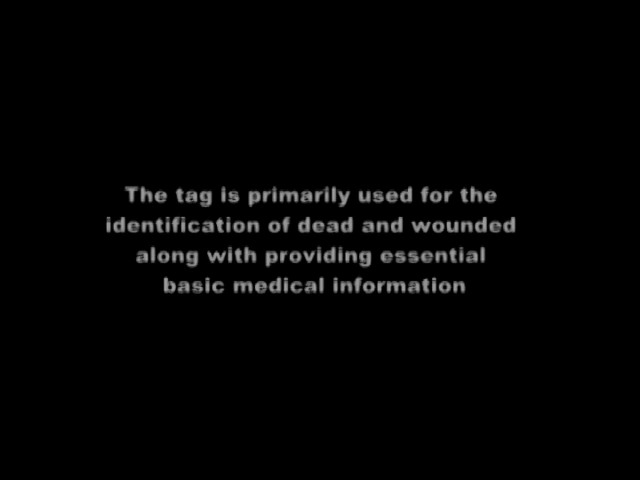 The tag is primarily used for the
identification of dead and wounded
along with providing essential
basic medical information